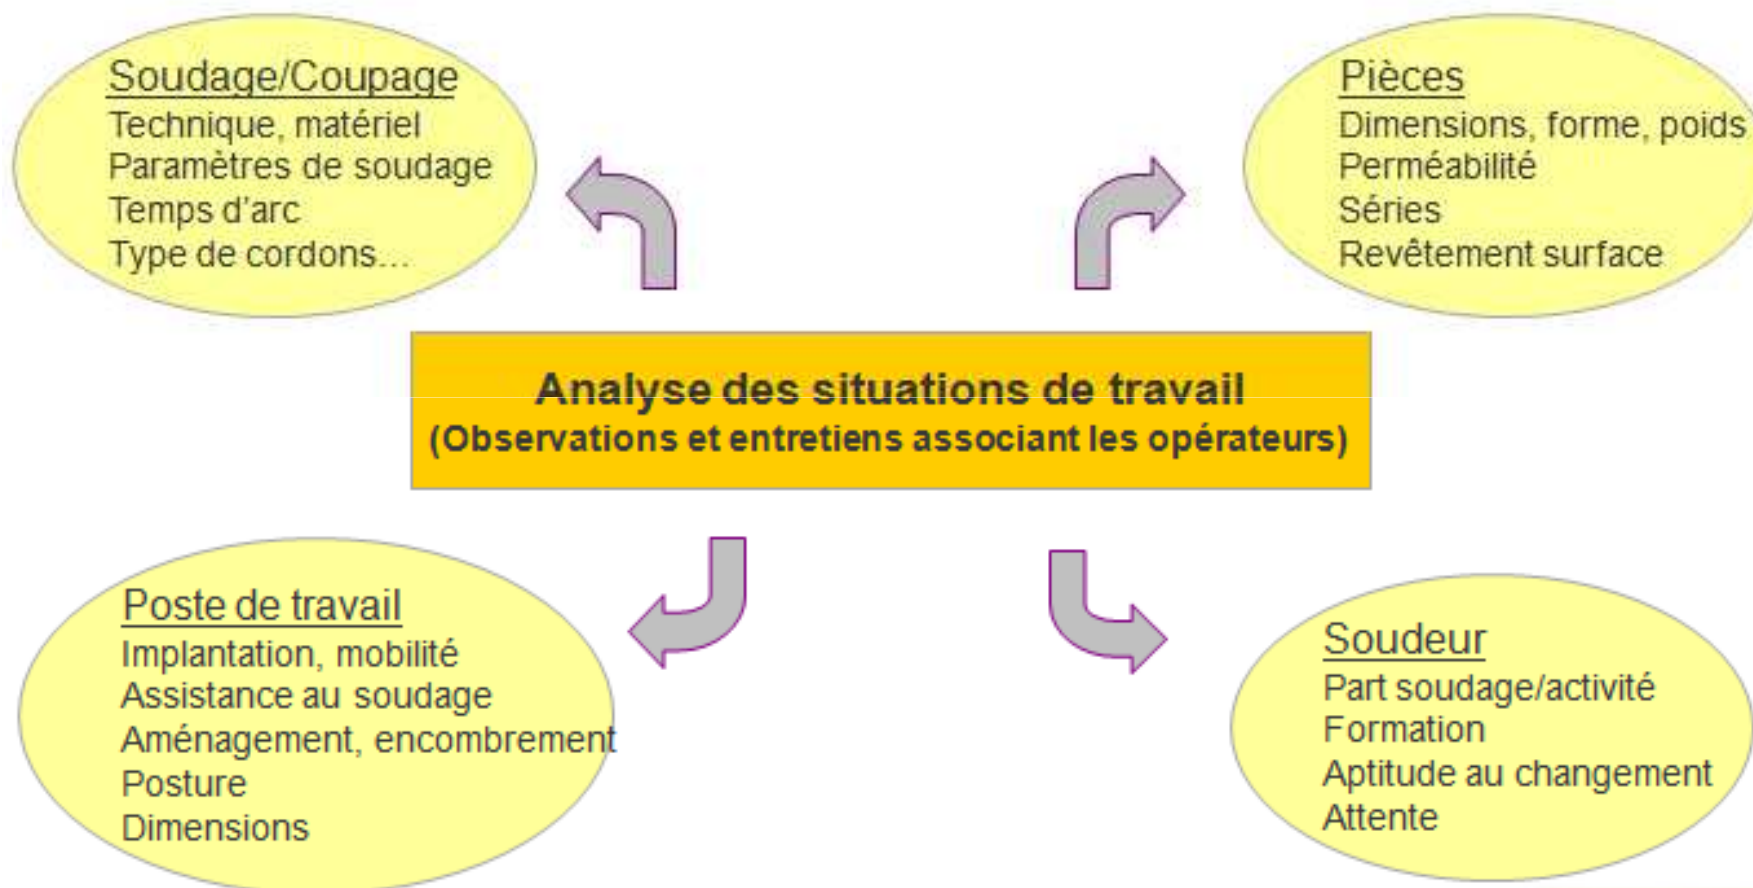 Soudage/Coupage
Technique, matériel
Paramètres de soudage
Temps d'arc
Type de cordons...
Pièces
Dimensions, forme, poids
Perméabilité
Séries
Revêtement surface
Analyse des situations de travail
(Observations et entretiens associant les opérateurs)
Poste de travail
Implantation, mobilité
Assistance au soudage
Aménagement, encombrement
Posture
Dimensions
Soudeur
Part soudage/activité
Formation
Aptitude au changement
Attente